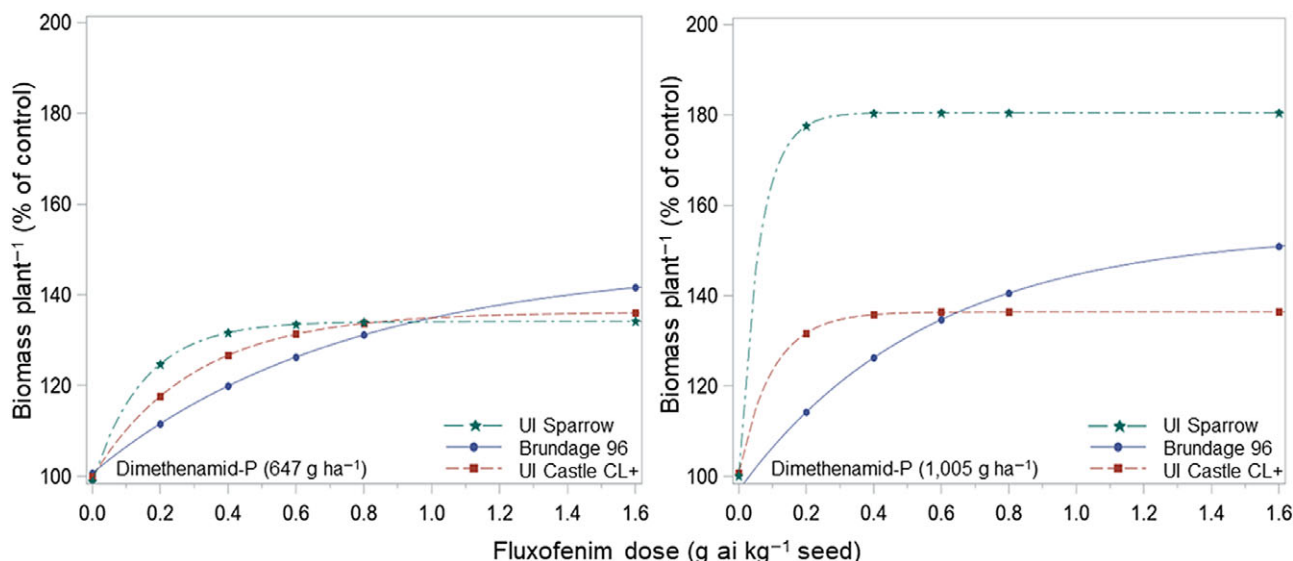 Biomass plant⁻¹ (% of control)
200
180
160
140
120
100
UI Sparrow
Brundage 96
UI Castle CL+
Dimethenamid-P (647 g ha⁻¹)
0.0 0.2 0.4 0.6 0.8 1.0 1.2 1.4 1.6
Biomass plant⁻¹ (% of control)
200
180
160
140
120
100
UI Sparrow
Brundage 96
UI Castle CL+
Dimethenamid-P (1,005 g ha⁻¹)
0.0 0.2 0.4 0.6 0.8 1.0 1.2 1.4 1.6
Fluxofenim dose (g ai kg⁻¹ seed)